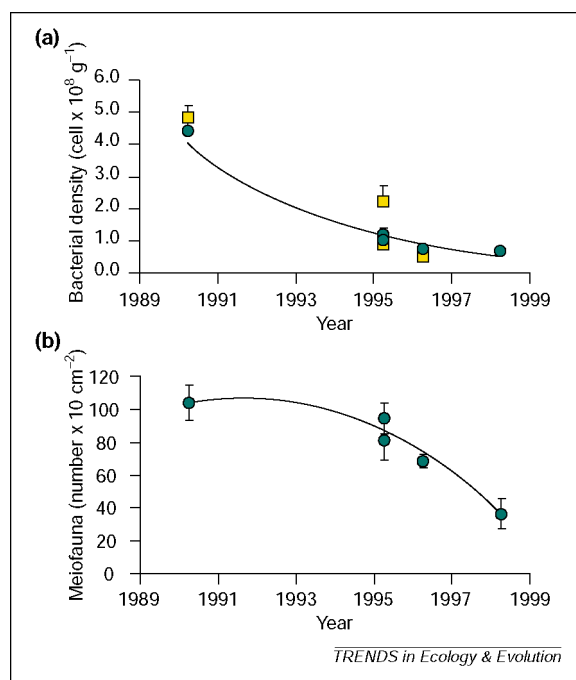 (a)
Bacterial density (cell x 10⁸ g⁻¹)
6.0
5.0
4.0
3.0
2.0
1.0
0.0
1989 1991 1993 1995 1997 1999
Year
(b)
Meiofauna (number × 10 cm⁻²)
120
100
80
60
40
20
0
1989 1991 1993 1995 1997 1999
Year
TRENDS in Ecology & Evolution